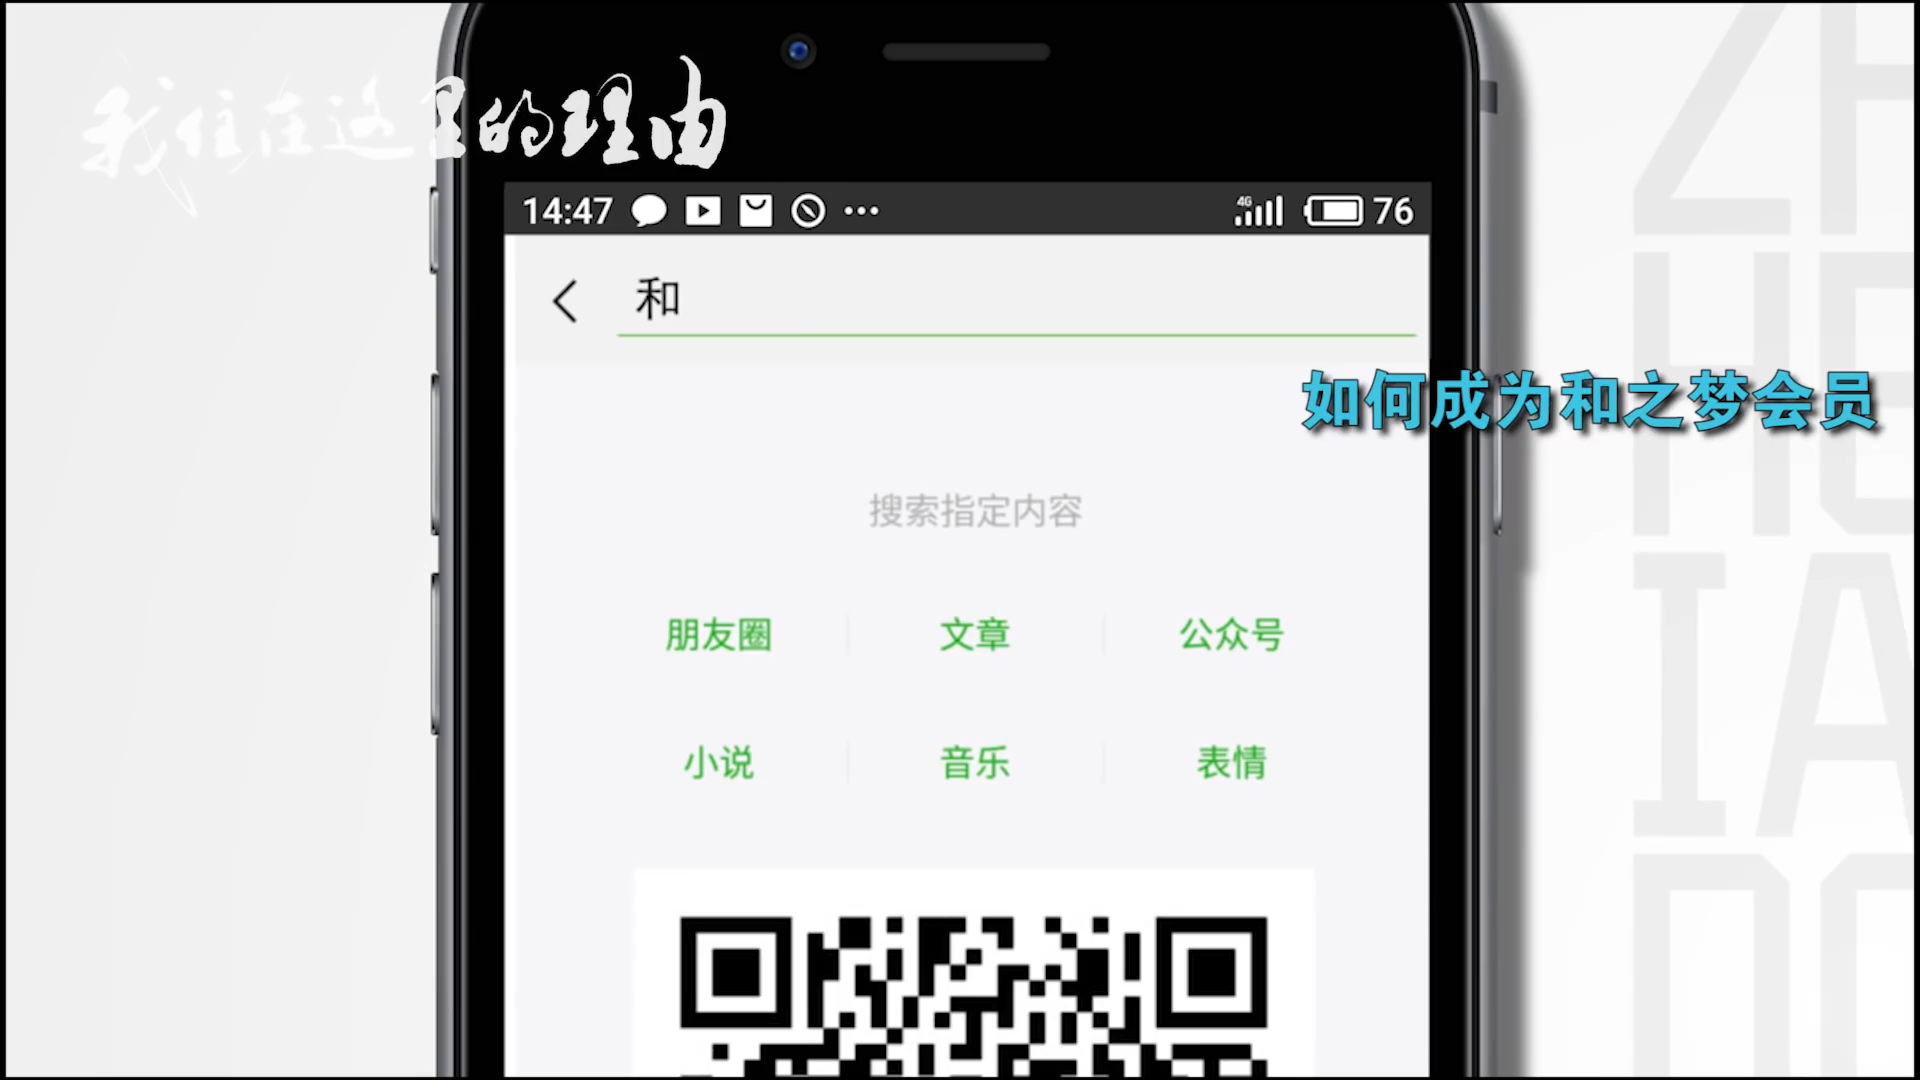 我住在这里的理由
14:47
4G
76
和
如何成为和之梦会员
搜索指定内容
朋友圈 文章 公众号
小说 音乐 表情